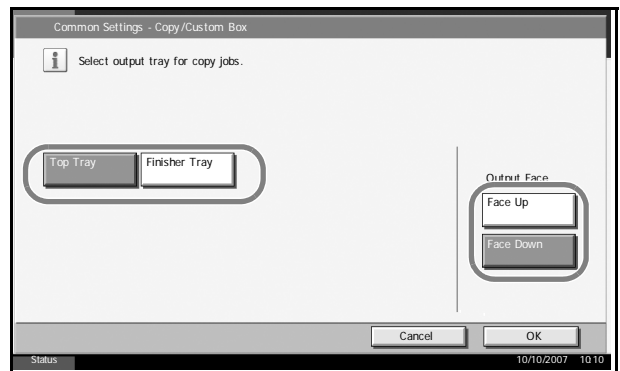 Common Settings - Copy/Custom Box
Select output tray for copy jobs.
Top Tray
Finisher Tray
Output Face
Face Up
Face Down
Cancel
OK
Status
10/10/2007 10:10